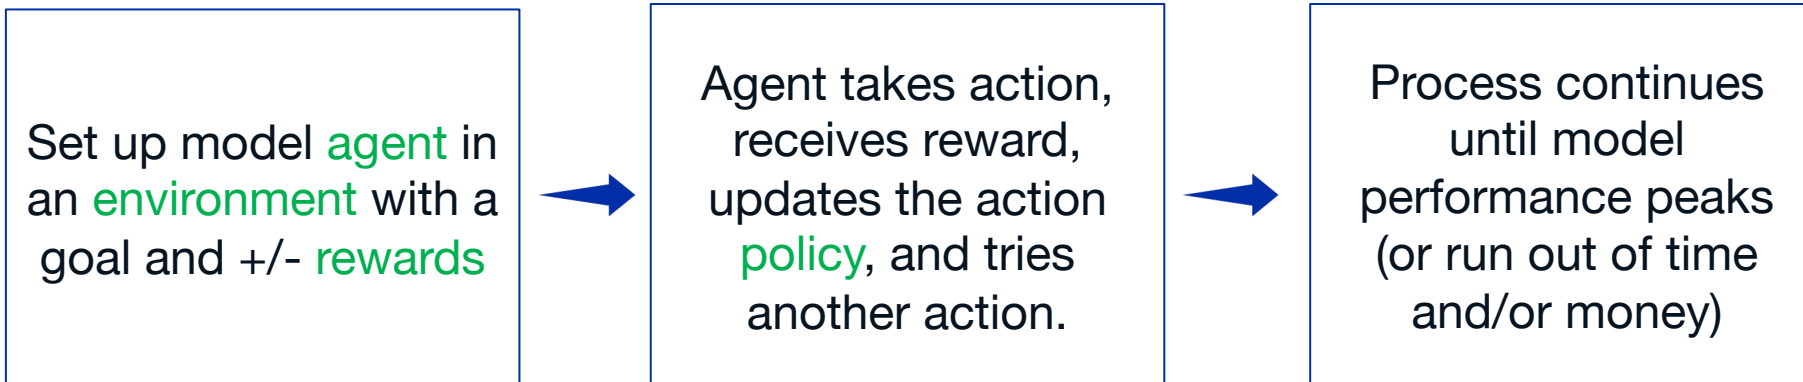 Set up model agent in
an environment with a
goal and +/- rewards
Agent takes action,
receives reward,
updates the action
policy, and tries
another action.
Process continues
until model
performance peaks
(or run out of time
and/or money)